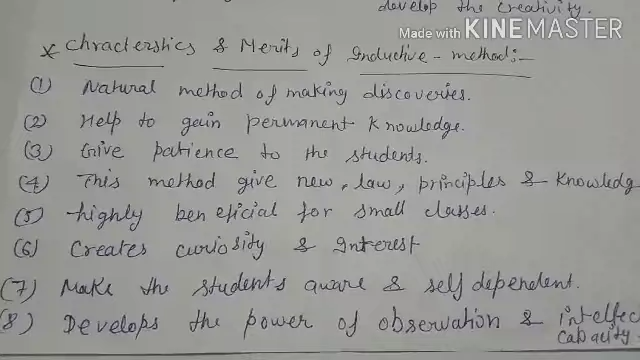 develop the creativity.
Made with KINEMASTER
* Chracterstics & Merits of Inductive - method:-
(1) Natural method of making discoveries.
(2) Help to gain permanent knowledge.
(3) Give patience to the students.
(4) This method give new, law, principles & Knowledg
(5) highly beneficial for small classes.
(6) Creates curiosity & Interest
(7) Make the students aware & self dependent.
(8) Develops the power of observation & intellec
capacity.